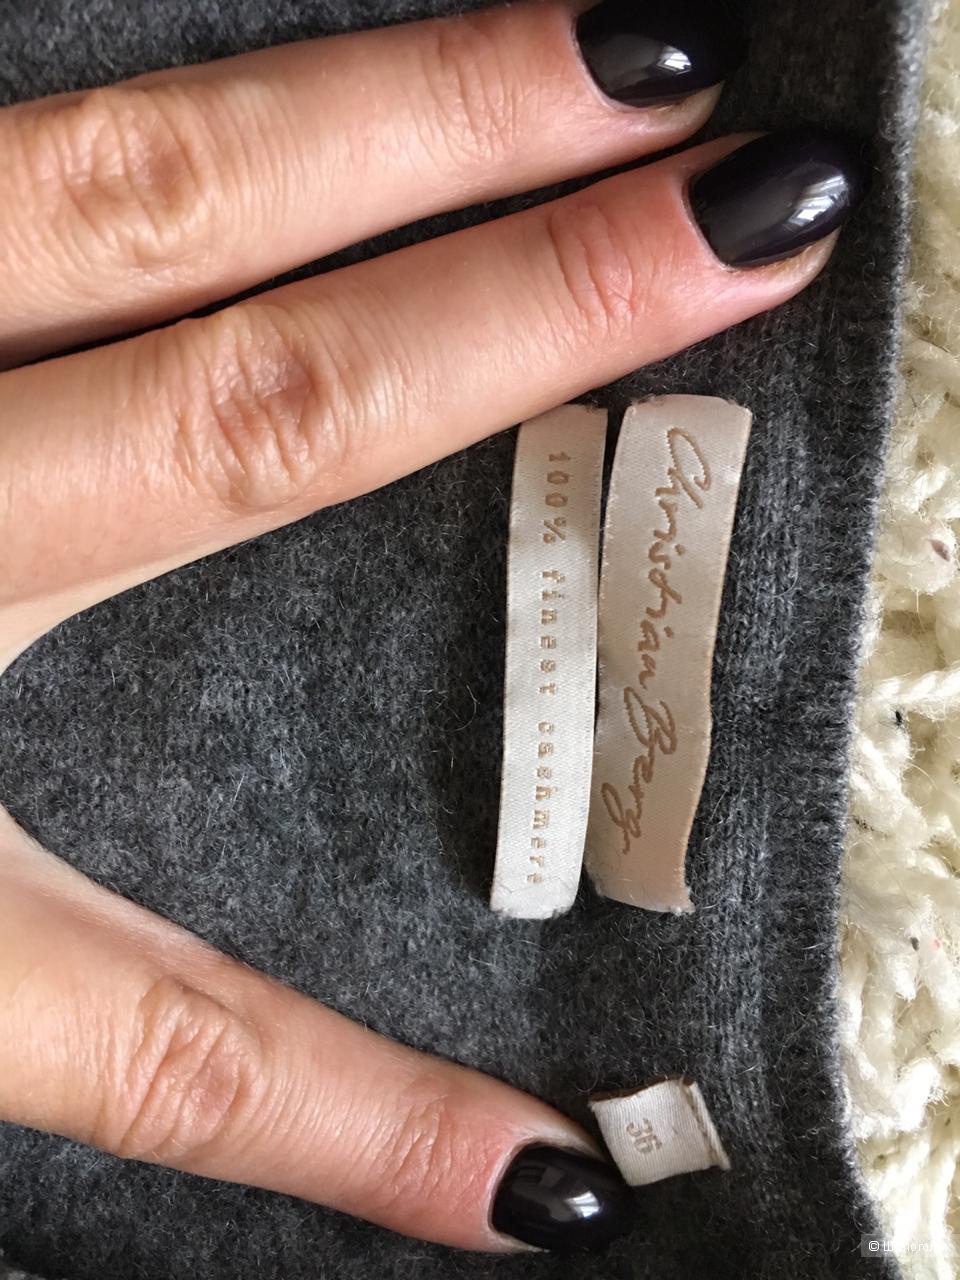 Christian Berg
100% finest cashmere
36